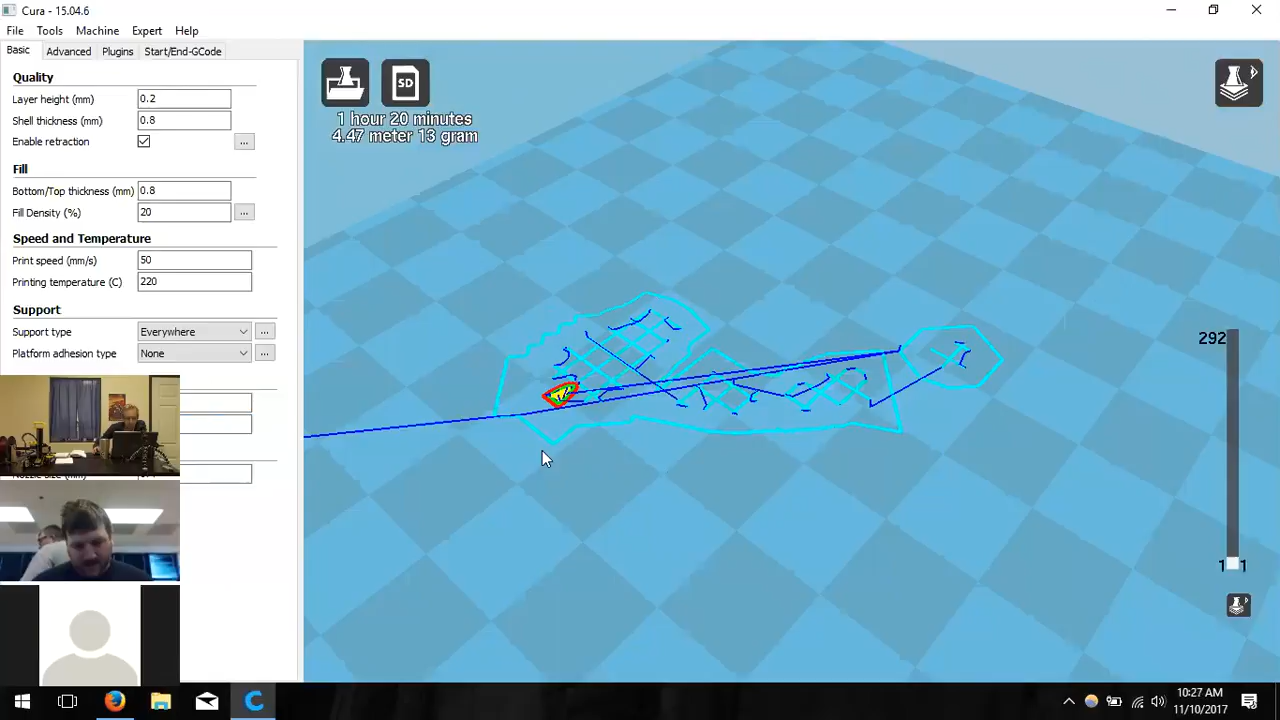 Cura - 15.04.6
File Tools Machine Expert Help
Basic Advanced Plugins Start/End-GCode
Quality
Layer height (mm) 0.2
Shell thickness (mm) 0.8
Enable retraction ...
Fill
Bottom/Top thickness (mm) 0.8
Fill Density (%) 20 ...
Speed and Temperature
Print speed (mm/s) 50
Printing temperature (C) 220
Support
Support type Everywhere ...
Platform adhesion type None ...
SD
1 hour 20 minutes
4.47 meter 13 gram
292
1 1
10:27 AM
11/10/2017